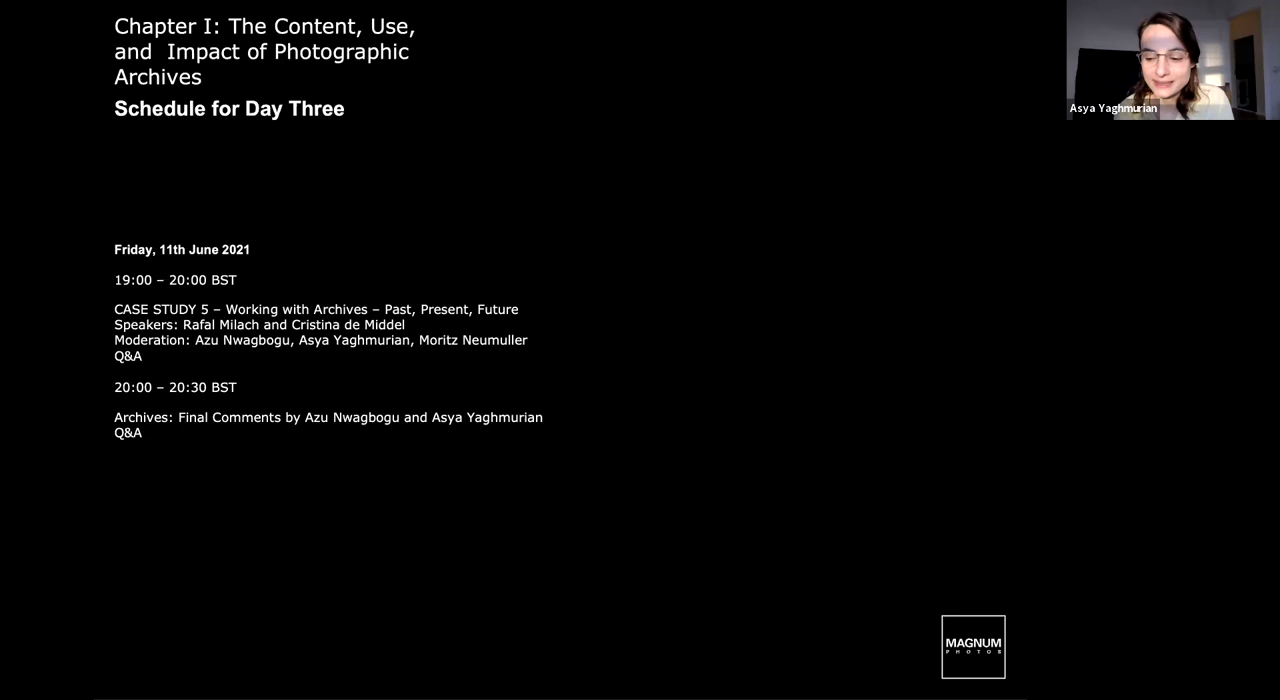 Chapter I: The Content, Use,
and  Impact of Photographic
Archives
Schedule for Day Three
Asya Yaghmurian
Friday, 11th June 2021
19:00 – 20:00 BST
CASE STUDY 5 – Working with Archives – Past, Present, Future
Speakers: Rafal Milach and Cristina de Middel
Moderation: Azu Nwagbogu, Asya Yaghmurian, Moritz Neumuller
Q&A
20:00 – 20:30 BST
Archives: Final Comments by Azu Nwagbogu and Asya Yaghmurian
Q&A
MAGNUM
PHOTOS